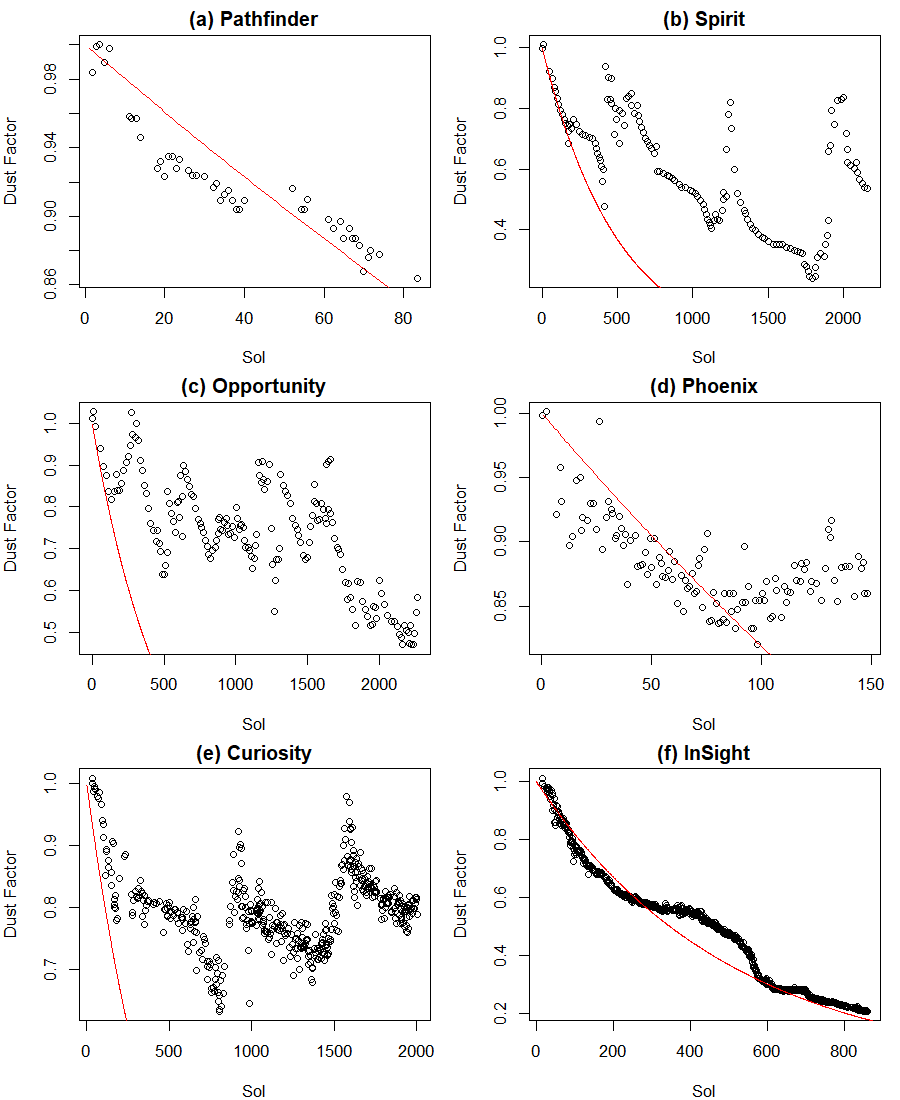 (a) Pathfinder
Dust Factor
0.86 0.90 0.94 0.98
0 20 40 60 80
Sol
(b) Spirit
Dust Factor
0.4 0.6 0.8 1.0
0 500 1000 1500 2000
Sol
(c) Opportunity
Dust Factor
0.5 0.6 0.7 0.8 0.9 1.0
0 500 1000 1500 2000
Sol
(d) Phoenix
Dust Factor
0.85 0.90 0.95 1.00
0 50 100 150
Sol
(e) Curiosity
Dust Factor
0.7 0.8 0.9 1.0
0 500 1000 1500 2000
Sol
(f) InSight
Dust Factor
0.2 0.4 0.6 0.8 1.0
0 200 400 600 800
Sol